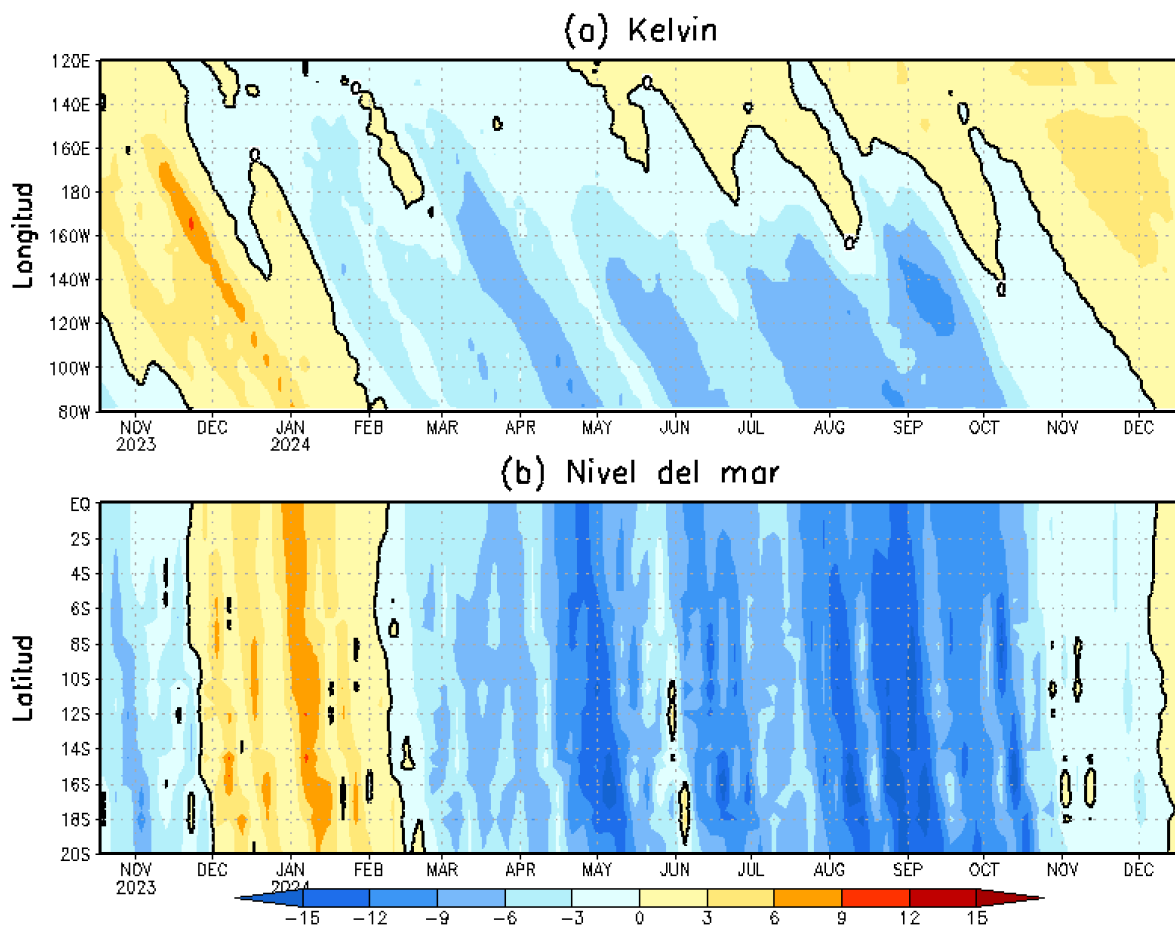 (a) Kelvin
120E
140E
160E
180
160W
140W
120W
100W
80W
Longitud
NOV DEC JAN FEB MAR APR MAY JUN JUL AUG SEP OCT NOV DEC
2023 2024
(b) Nivel del mar
EQ
2S
4S
6S
8S
10S
12S
14S
16S
18S
20S
Latitud
NOV DEC JAN FEB MAR APR MAY JUN JUL AUG SEP OCT NOV DEC
2023 2024
-15 -12 -9 -6 -3 0 3 6 9 12 15